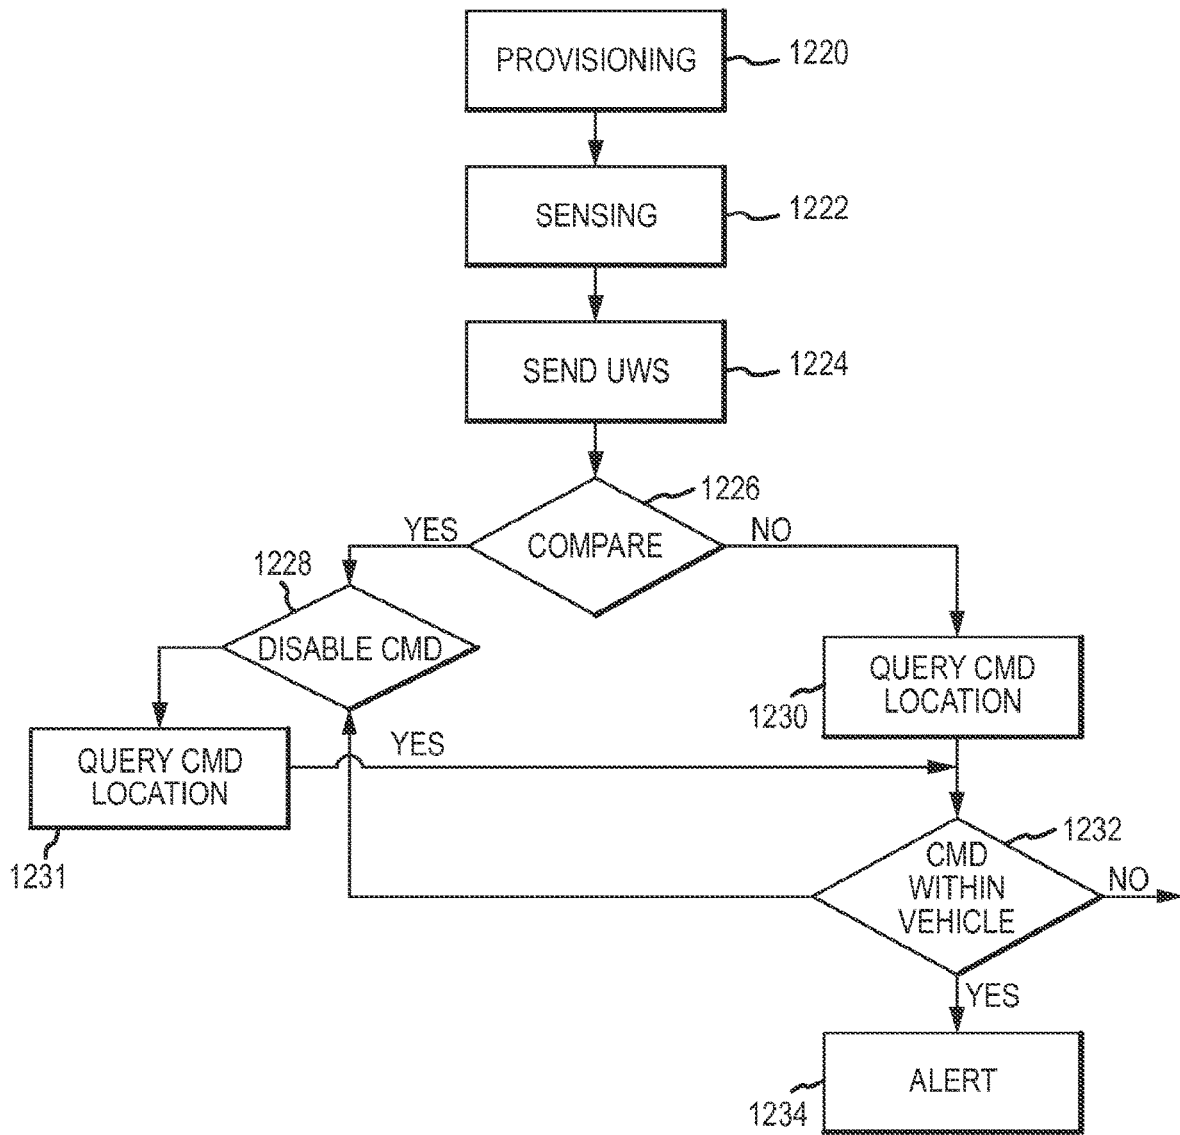 PROVISIONING
1220
SENSING
1222
SEND UWS
1224
1226
YES
COMPARE
NO
1228
DISABLE CMD
QUERY CMD
LOCATION
1230
YES
QUERY CMD
LOCATION
1231
1232
CMD
WITHIN
VEHICLE
NO
YES
ALERT
1234